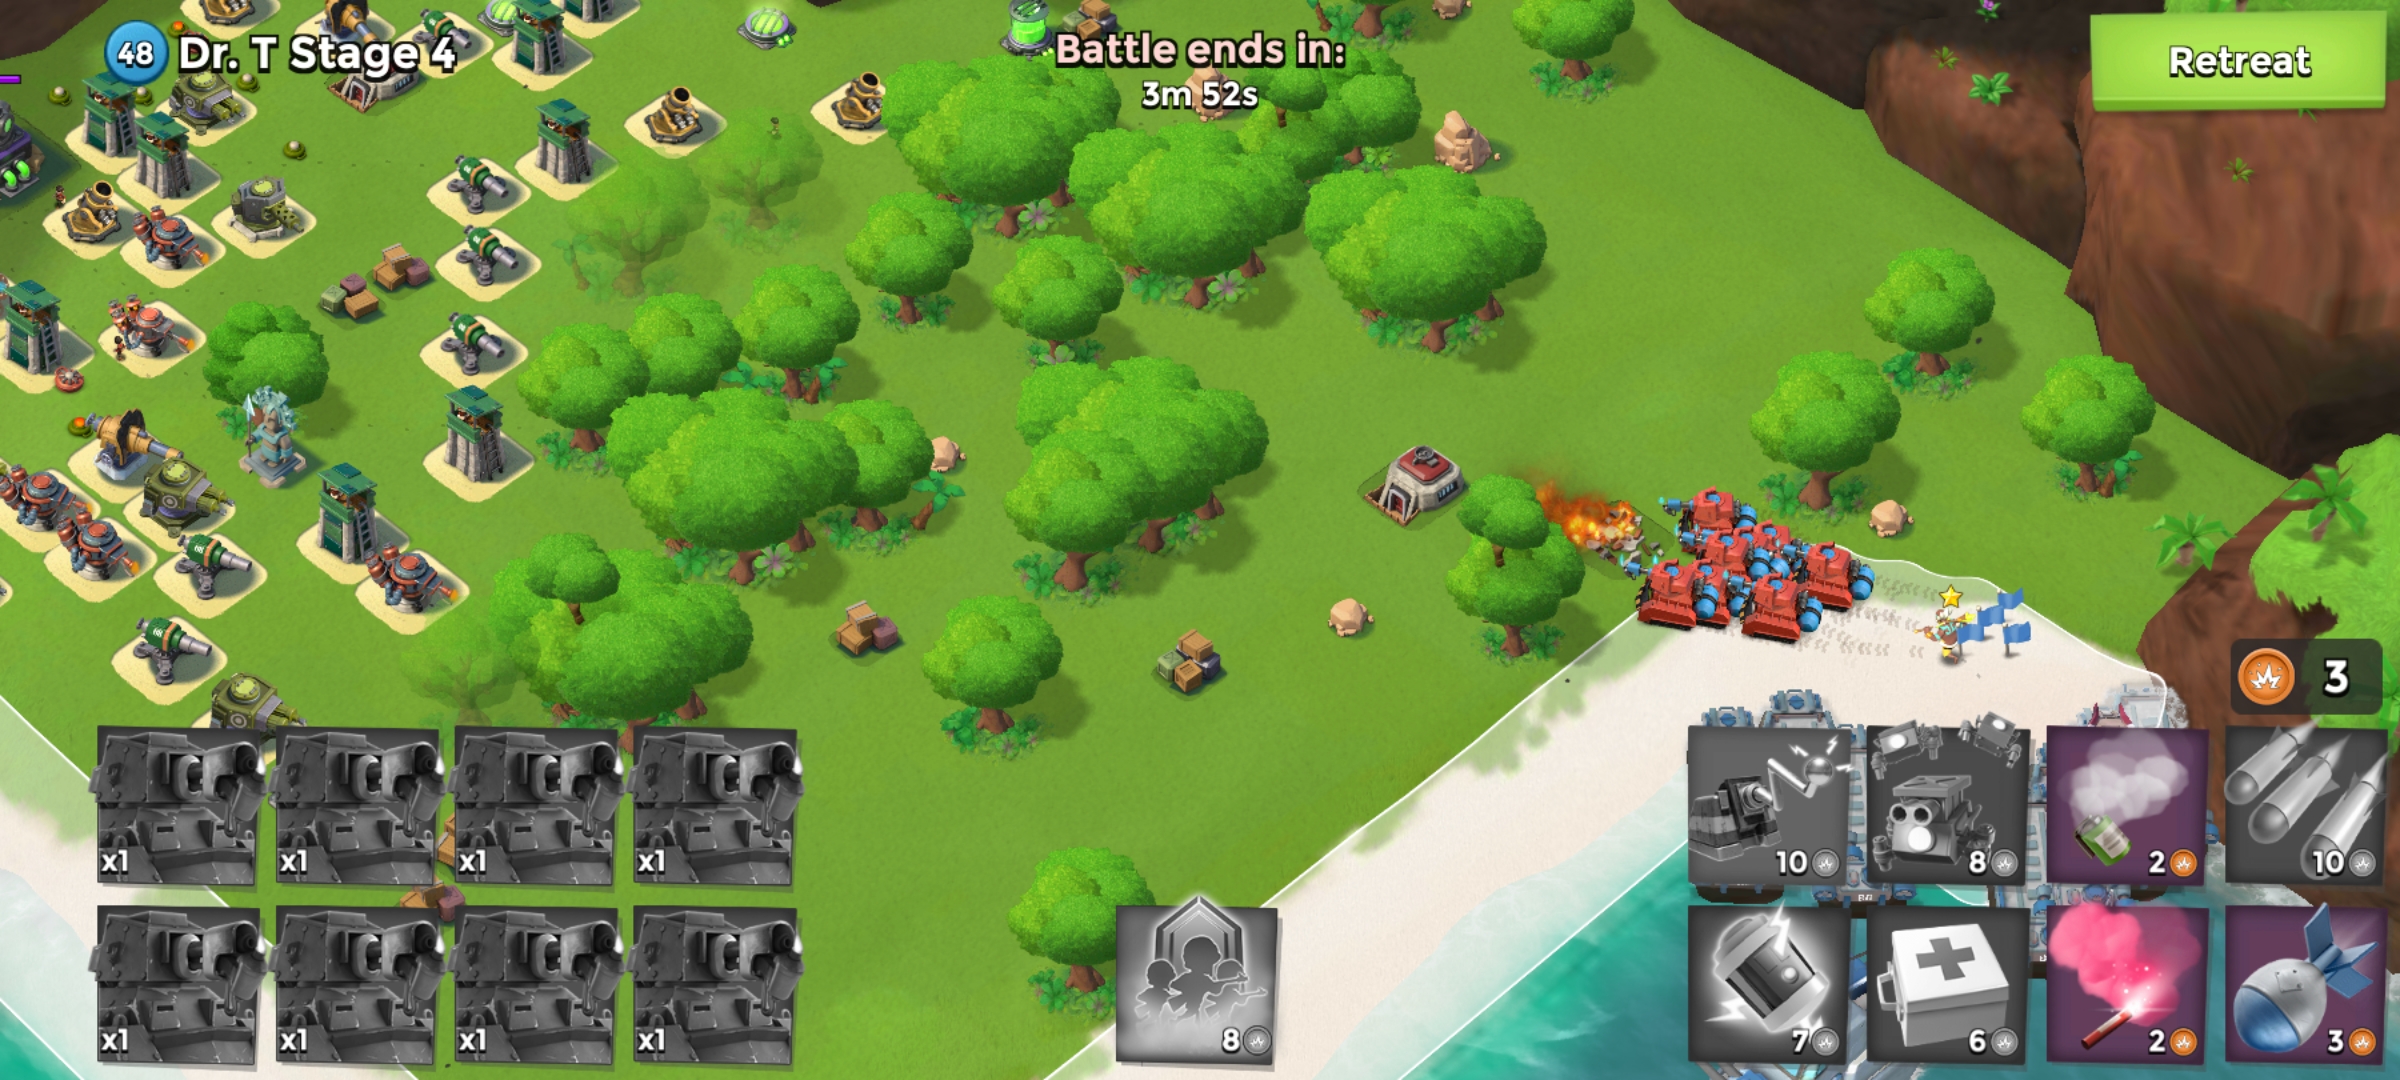 48 Dr. T Stage 4
Battle ends in:
3m 52s
Retreat
3
x1 x1 x1 x1
10 8 2 10
x1 x1 x1 x1
8
7 6 2 3